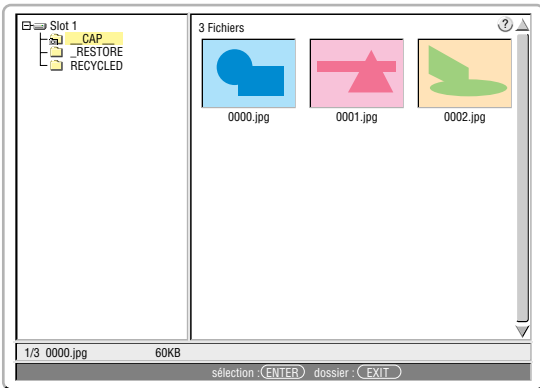 Slot 1
__CAP__
_RESTORE
RECYCLED
3 Fichiers
?
0000.jpg 0001.jpg 0002.jpg
1/3 0000.jpg 60KB
sélection : ENTER dossier : EXIT